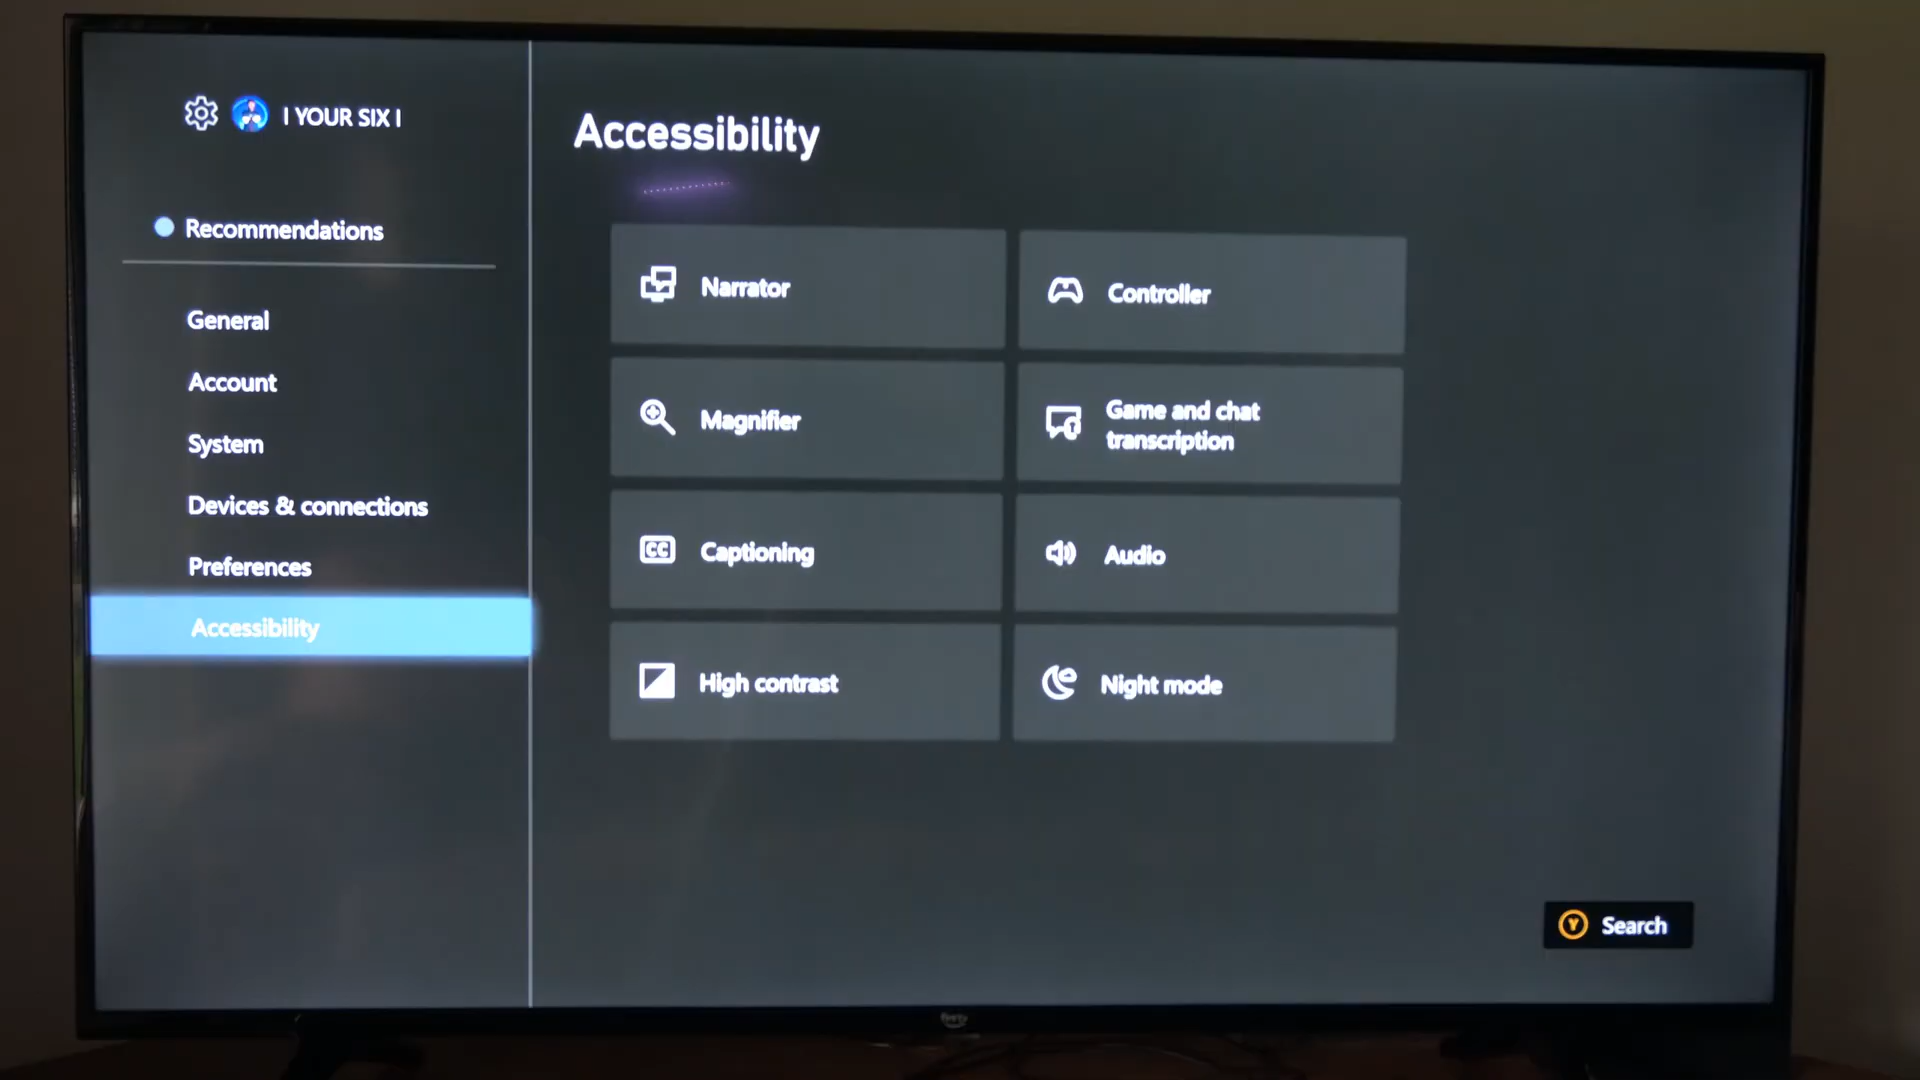 I YOUR SIX I
Recommendations
General
Account
System
Devices & connections
Preferences
Accessibility
Accessibility
Narrator
Controller
Magnifier
Game and chat
transcription
CC
Captioning
Audio
High contrast
Night mode
Y Search